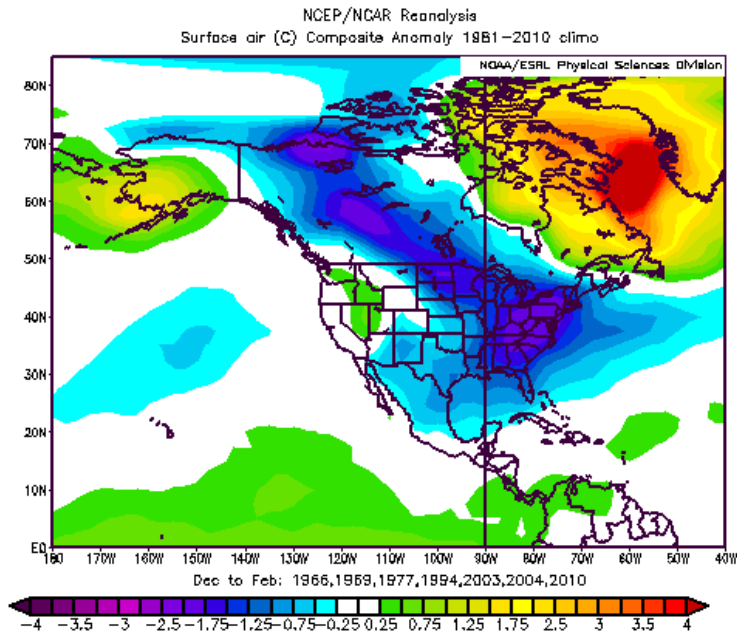 NCEP/NCAR Reanalysis
Surface air (C) Composite Anomaly 1981-2010 climo
NOAA/ESRL Physical Sciences Division
80N
70N
60N
50N
40N
30N
20N
10N
EQ
180 170W 160W 150W 140W 130W 120W 110W 100W 90W 80W 70W 60W 50W 40W
Dec to Feb: 1966,1969,1977,1994,2003,2004,2010
-4 -3.5 -3 -2.5 -1.75 -1.25 -0.75 -0.25 0.25 0.75 1.25 2 2.5 3 3.5 4